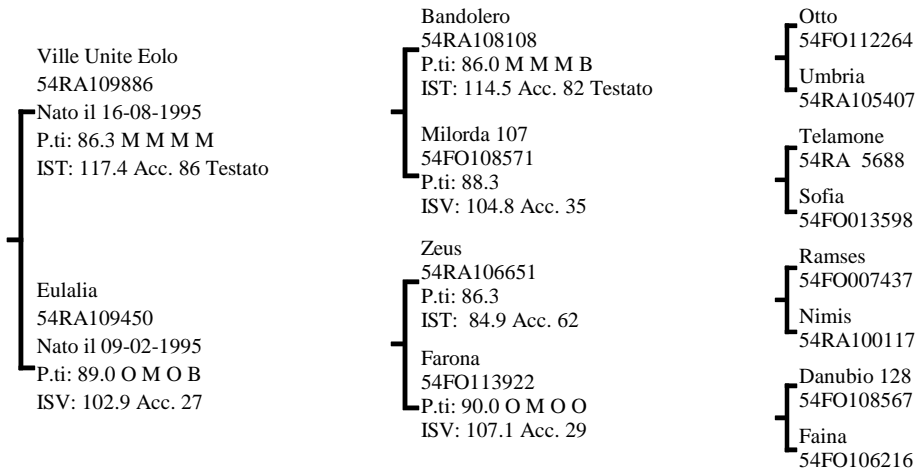 Ville Unite Eolo
54RA109886
Nato il 16-08-1995
P.ti: 86.3 M M M M
IST: 117.4 Acc. 86 Testato
Eulalia
54RA109450
Nato il 09-02-1995
P.ti: 89.0 O M O B
ISV: 102.9 Acc. 27
Bandolero
54RA108108
P.ti: 86.0 M M M B
IST: 114.5 Acc. 82 Testato
Milorda 107
54FO108571
P.ti: 88.3
ISV: 104.8 Acc. 35
Zeus
54RA106651
P.ti: 86.3
IST:  84.9 Acc. 62
Farona
54FO113922
P.ti: 90.0 O M O O
ISV: 107.1 Acc. 29
Otto
54FO112264
Umbria
54RA105407
Telamone
54RA  5688
Sofia
54FO013598
Ramses
54FO007437
Nimis
54RA100117
Danubio 128
54FO108567
Faina
54FO106216